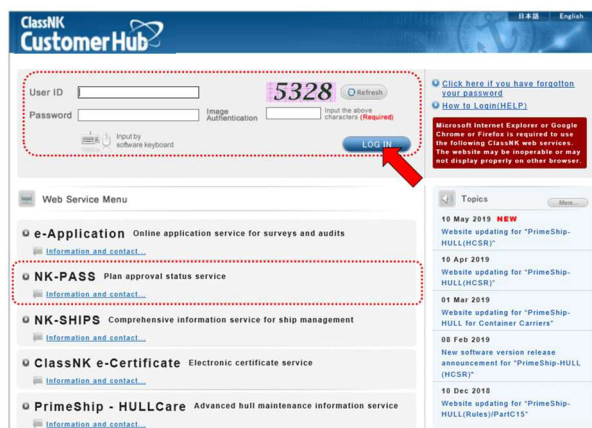 ClassNK
CustomerHub
日本語 English
User ID
5328
Refresh
Password
Image
Authentication
Input the above
characters (Required)
Input by
software keyboard
LOG IN
Click here if you have forgotton
your password
How to Login(HELP)
Microsoft Internet Explorer or Google
Chrome or Firefox is required to use
the following ClassNK web services.
The website may be inoperable or may
not display properly on other browser.
Web Service Menu
e-Application Online application service for surveys and audits
Information and contact...
NK-PASS Plan approval status service
Information and contact...
NK-SHIPS Comprehensive information service for ship management
Information and contact...
ClassNK e-Certificate Electronic certificate service
Information and contact...
PrimeShip - HULLCare Advanced hull maintenance information service
Information and contact...
Topics
More...
10 May 2019 NEW
Website updating for "PrimeShip-
HULL(HCSR)"
10 Apr 2019
Website updating for "PrimeShip-
HULL(HCSR)"
01 Mar 2019
Website updating for "PrimeShip-
HULL for Container Carriers"
08 Feb 2019
New software version release
announcement for "PrimeShip-HULL
(HCSR)"
10 Dec 2018
Website updating for "PrimeShip-
HULL(Rules)/PartC15"